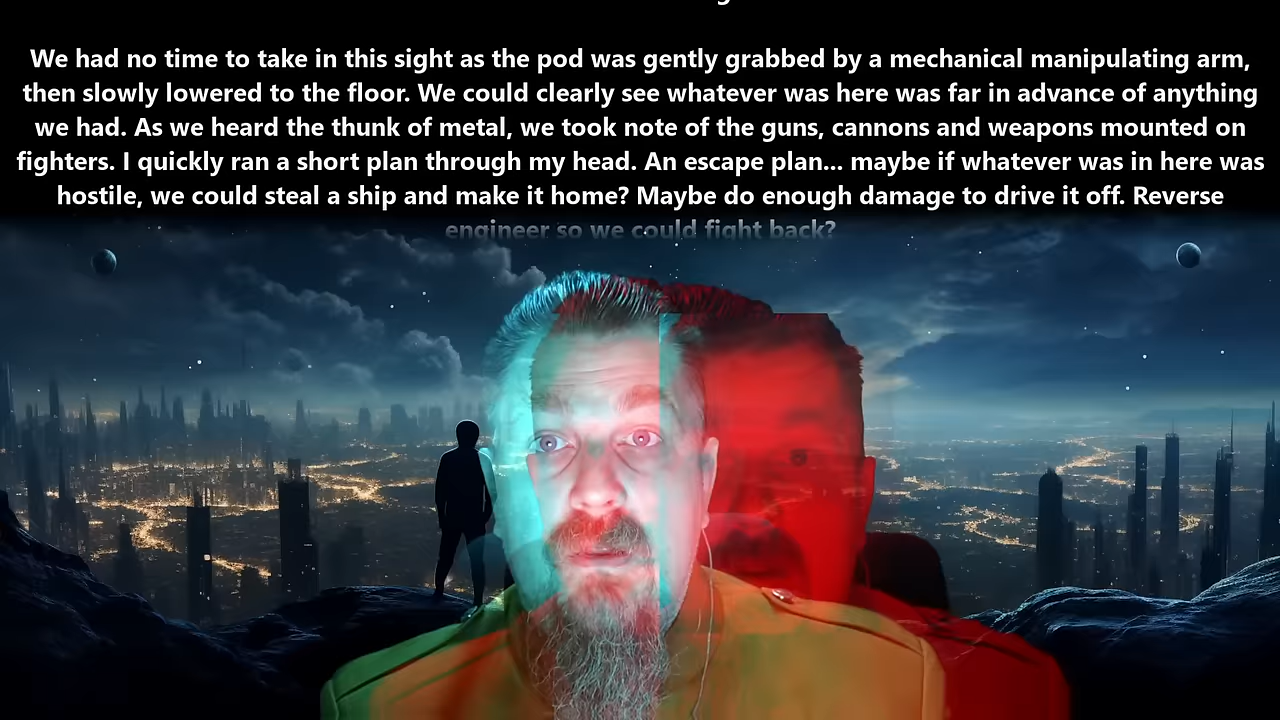 We had no time to take in this sight as the pod was gently grabbed by a mechanical manipulating arm,
then slowly lowered to the floor. We could clearly see whatever was here was far in advance of anything
we had. As we heard the thunk of metal, we took note of the guns, cannons and weapons mounted on
fighters. I quickly ran a short plan through my head. An escape plan... maybe if whatever was in here was
hostile, we could steal a ship and make it home? Maybe do enough damage to drive it off. Reverse
engineer so we could fight back?